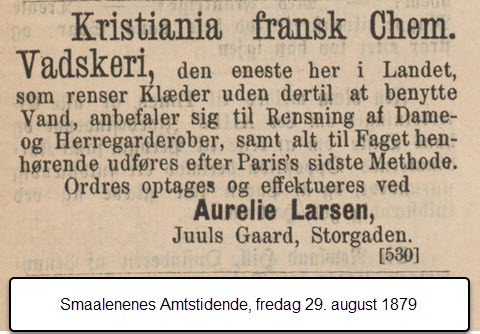 Kristiania fransk Chem.
Vadskeri, den eneste her i Landet,
som renser Klæder uden dertil at benytte
Vand, anbefaler sig til Rensning af Dame-
og Herregarderober, samt alt til Faget hen-
hørende udføres efter Paris's sidste Methode.
Ordres optages og effektueres ved
Aurelie Larsen,
Juuls Gaard, Storgaden.
[530]
Smaalenenes Amtstidende, fredag 29. august 1879